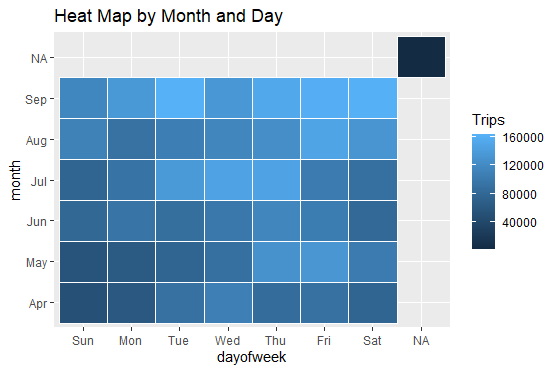 Heat Map by Month and Day
NA
Sep
Aug
Jul
Jun
May
Apr
month
Sun Mon Tue Wed Thu Fri Sat NA
dayofweek
Trips
160000
120000
80000
40000